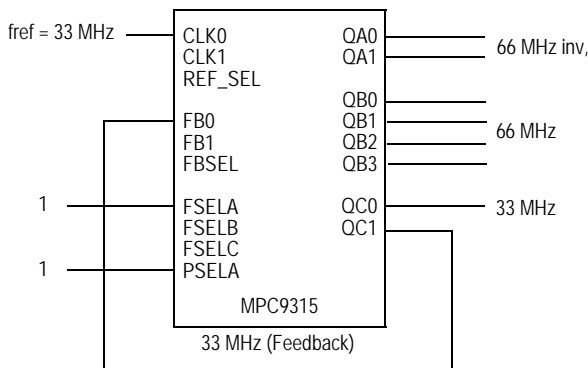 fref = 33 MHz
CLK0
CLK1
REF_SEL
FB0
FB1
FBSEL
1
FSELA
FSELB
FSELC
1
PSELA
QA0
QA1
66 MHz inv,
QB0
QB1
QB2
QB3
66 MHz
QC0
QC1
33 MHz
MPC9315
33 MHz (Feedback)